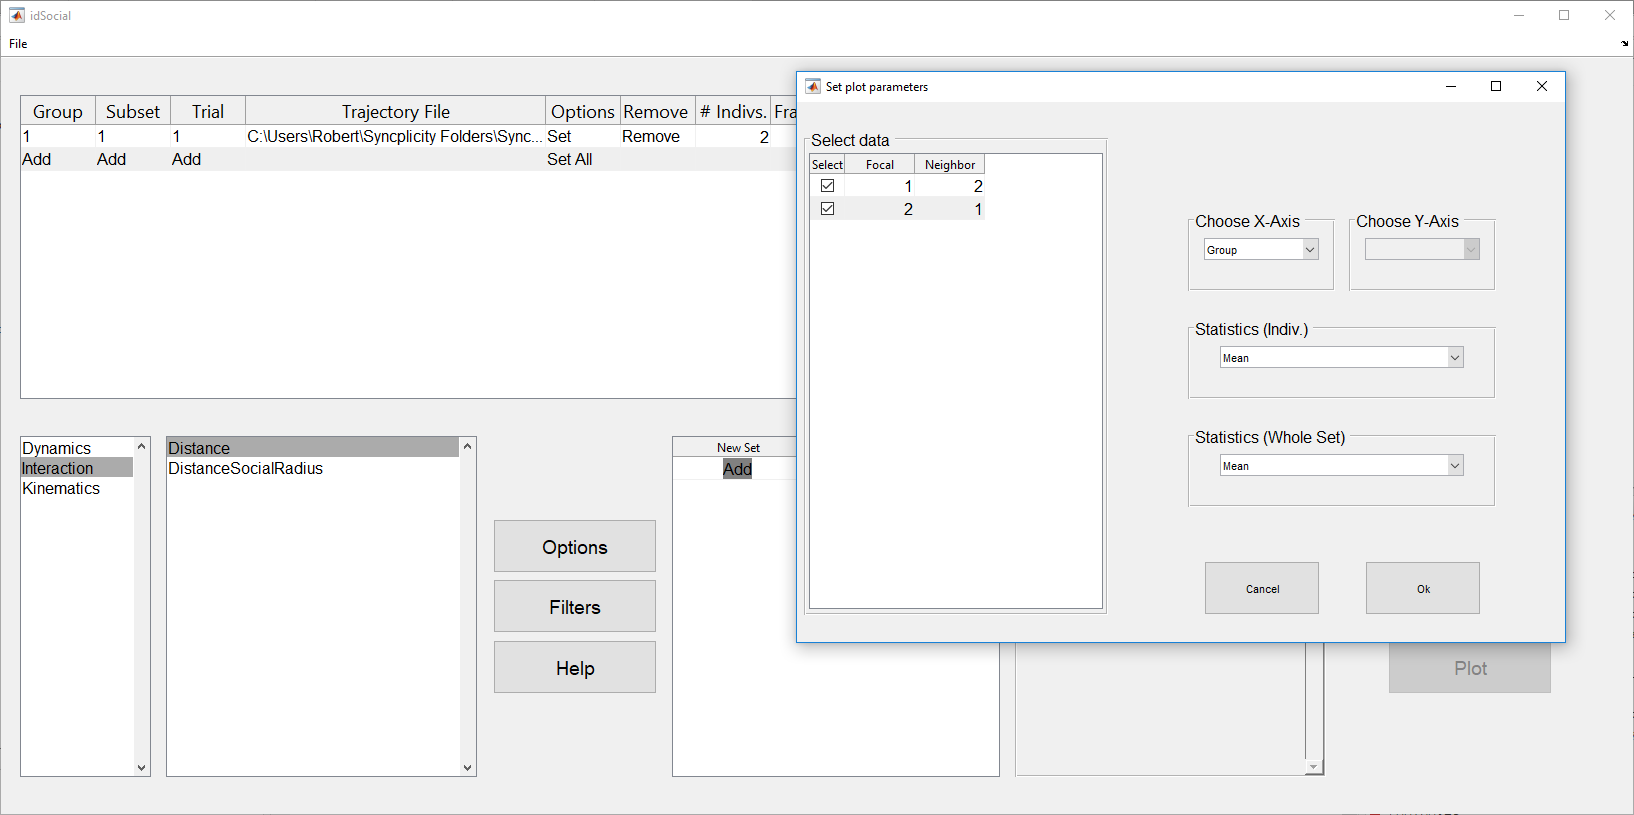 idSocial
File
Group Subset Trial Trajectory File Options Remove # Indivs. Fra
1 1 1 C:\Users\Robert\Syncplicity Folders\Sync... Set Remove 2
Add Add Add Set All
Dynamics
Interaction
Kinematics
Distance
DistanceSocialRadius
Options
Filters
Help
New Set
Add
Plot
Set plot parameters
Select data
Select Focal Neighbor
1 2
2 1
Choose X-Axis
Group
Choose Y-Axis
Statistics (Indiv.)
Mean
Statistics (Whole Set)
Mean
Cancel
Ok